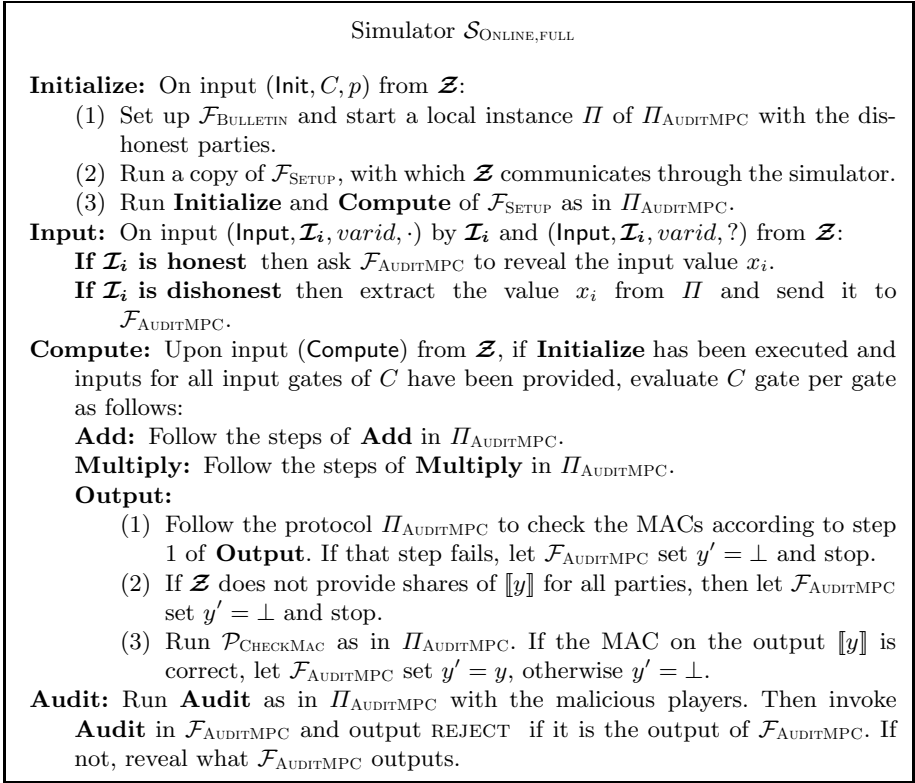 Simulator 𝒮_ONLINE,FULL
Initialize: On input (Init, C, p) from 𝒵:
(1) Set up ℱ_BULLETIN and start a local instance Π of Π_AUDITMPC with the dis-
honest parties.
(2) Run a copy of ℱ_SETUP, with which 𝒵 communicates through the simulator.
(3) Run Initialize and Compute of ℱ_SETUP as in Π_AUDITMPC.
Input: On input (Input, ℐ_i, varid, ·) by ℐ_i and (Input, ℐ_i, varid, ?) from 𝒵:
If ℐ_i is honest then ask ℱ_AUDITMPC to reveal the input value x_i.
If ℐ_i is dishonest then extract the value x_i from Π and send it to
ℱ_AUDITMPC.
Compute: Upon input (Compute) from 𝒵, if Initialize has been executed and
inputs for all input gates of C have been provided, evaluate C gate per gate
as follows:
Add: Follow the steps of Add in Π_AUDITMPC.
Multiply: Follow the steps of Multiply in Π_AUDITMPC.
Output:
(1) Follow the protocol Π_AUDITMPC to check the MACs according to step
1 of Output. If that step fails, let ℱ_AUDITMPC set y′ = ⊥ and stop.
(2) If 𝒵 does not provide shares of ⟦y⟧ for all parties, then let ℱ_AUDITMPC
set y′ = ⊥ and stop.
(3) Run 𝒫_CHECKMAC as in Π_AUDITMPC. If the MAC on the output ⟦y⟧ is
correct, let ℱ_AUDITMPC set y′ = y, otherwise y′ = ⊥.
Audit: Run Audit as in Π_AUDITMPC with the malicious players. Then invoke
Audit in ℱ_AUDITMPC and output REJECT if it is the output of ℱ_AUDITMPC. If
not, reveal what ℱ_AUDITMPC outputs.